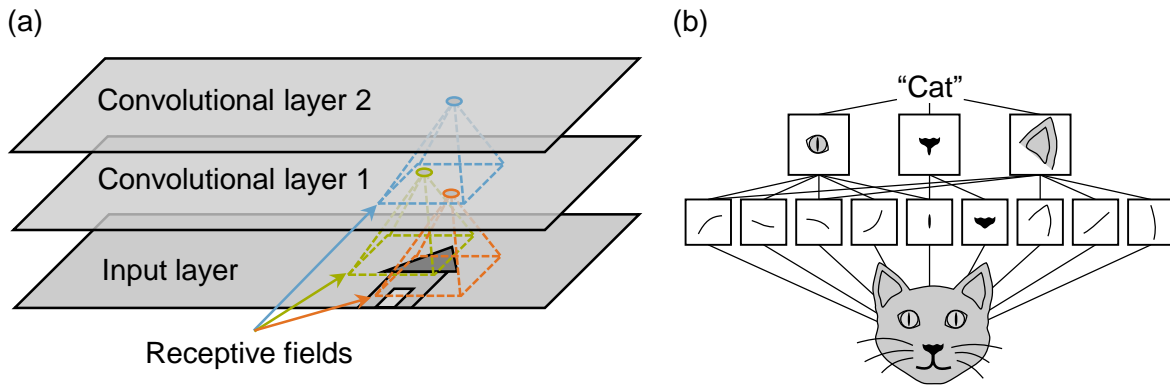 (a)
Convolutional layer 2
Convolutional layer 1
Input layer
Receptive fields
(b)
“Cat”